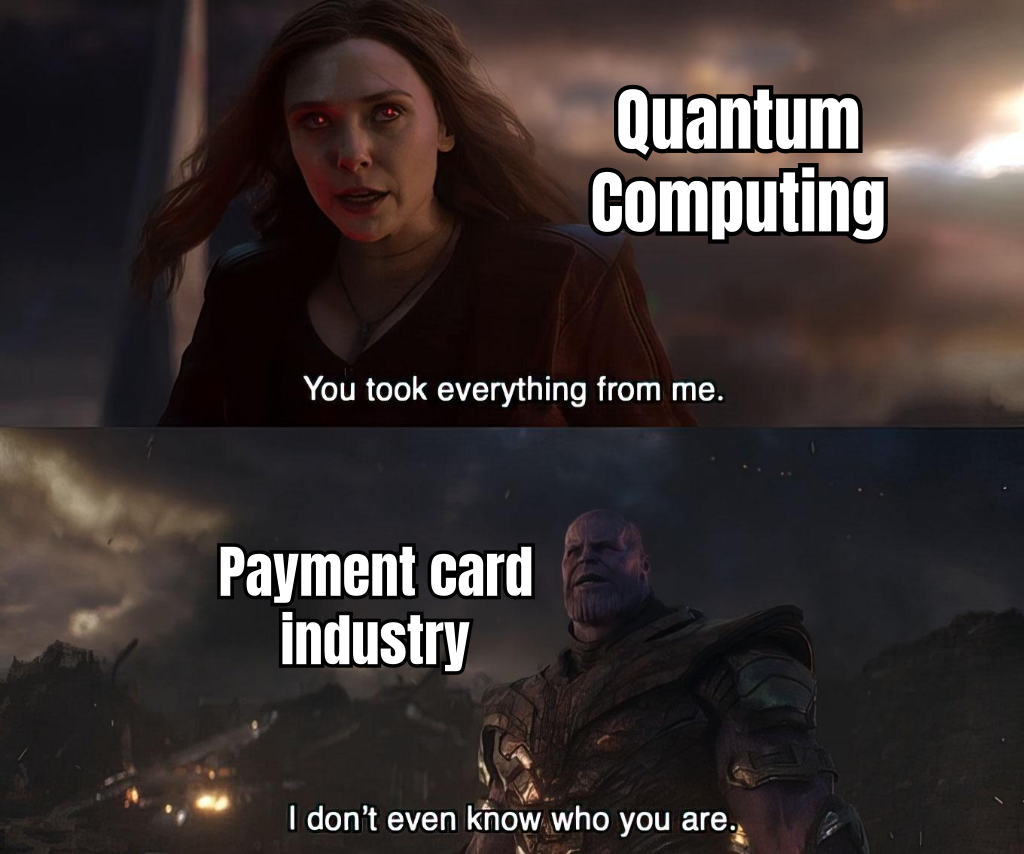 Quantum
Computing
You took everything from me.
Payment card
industry
I don't even know who you are.